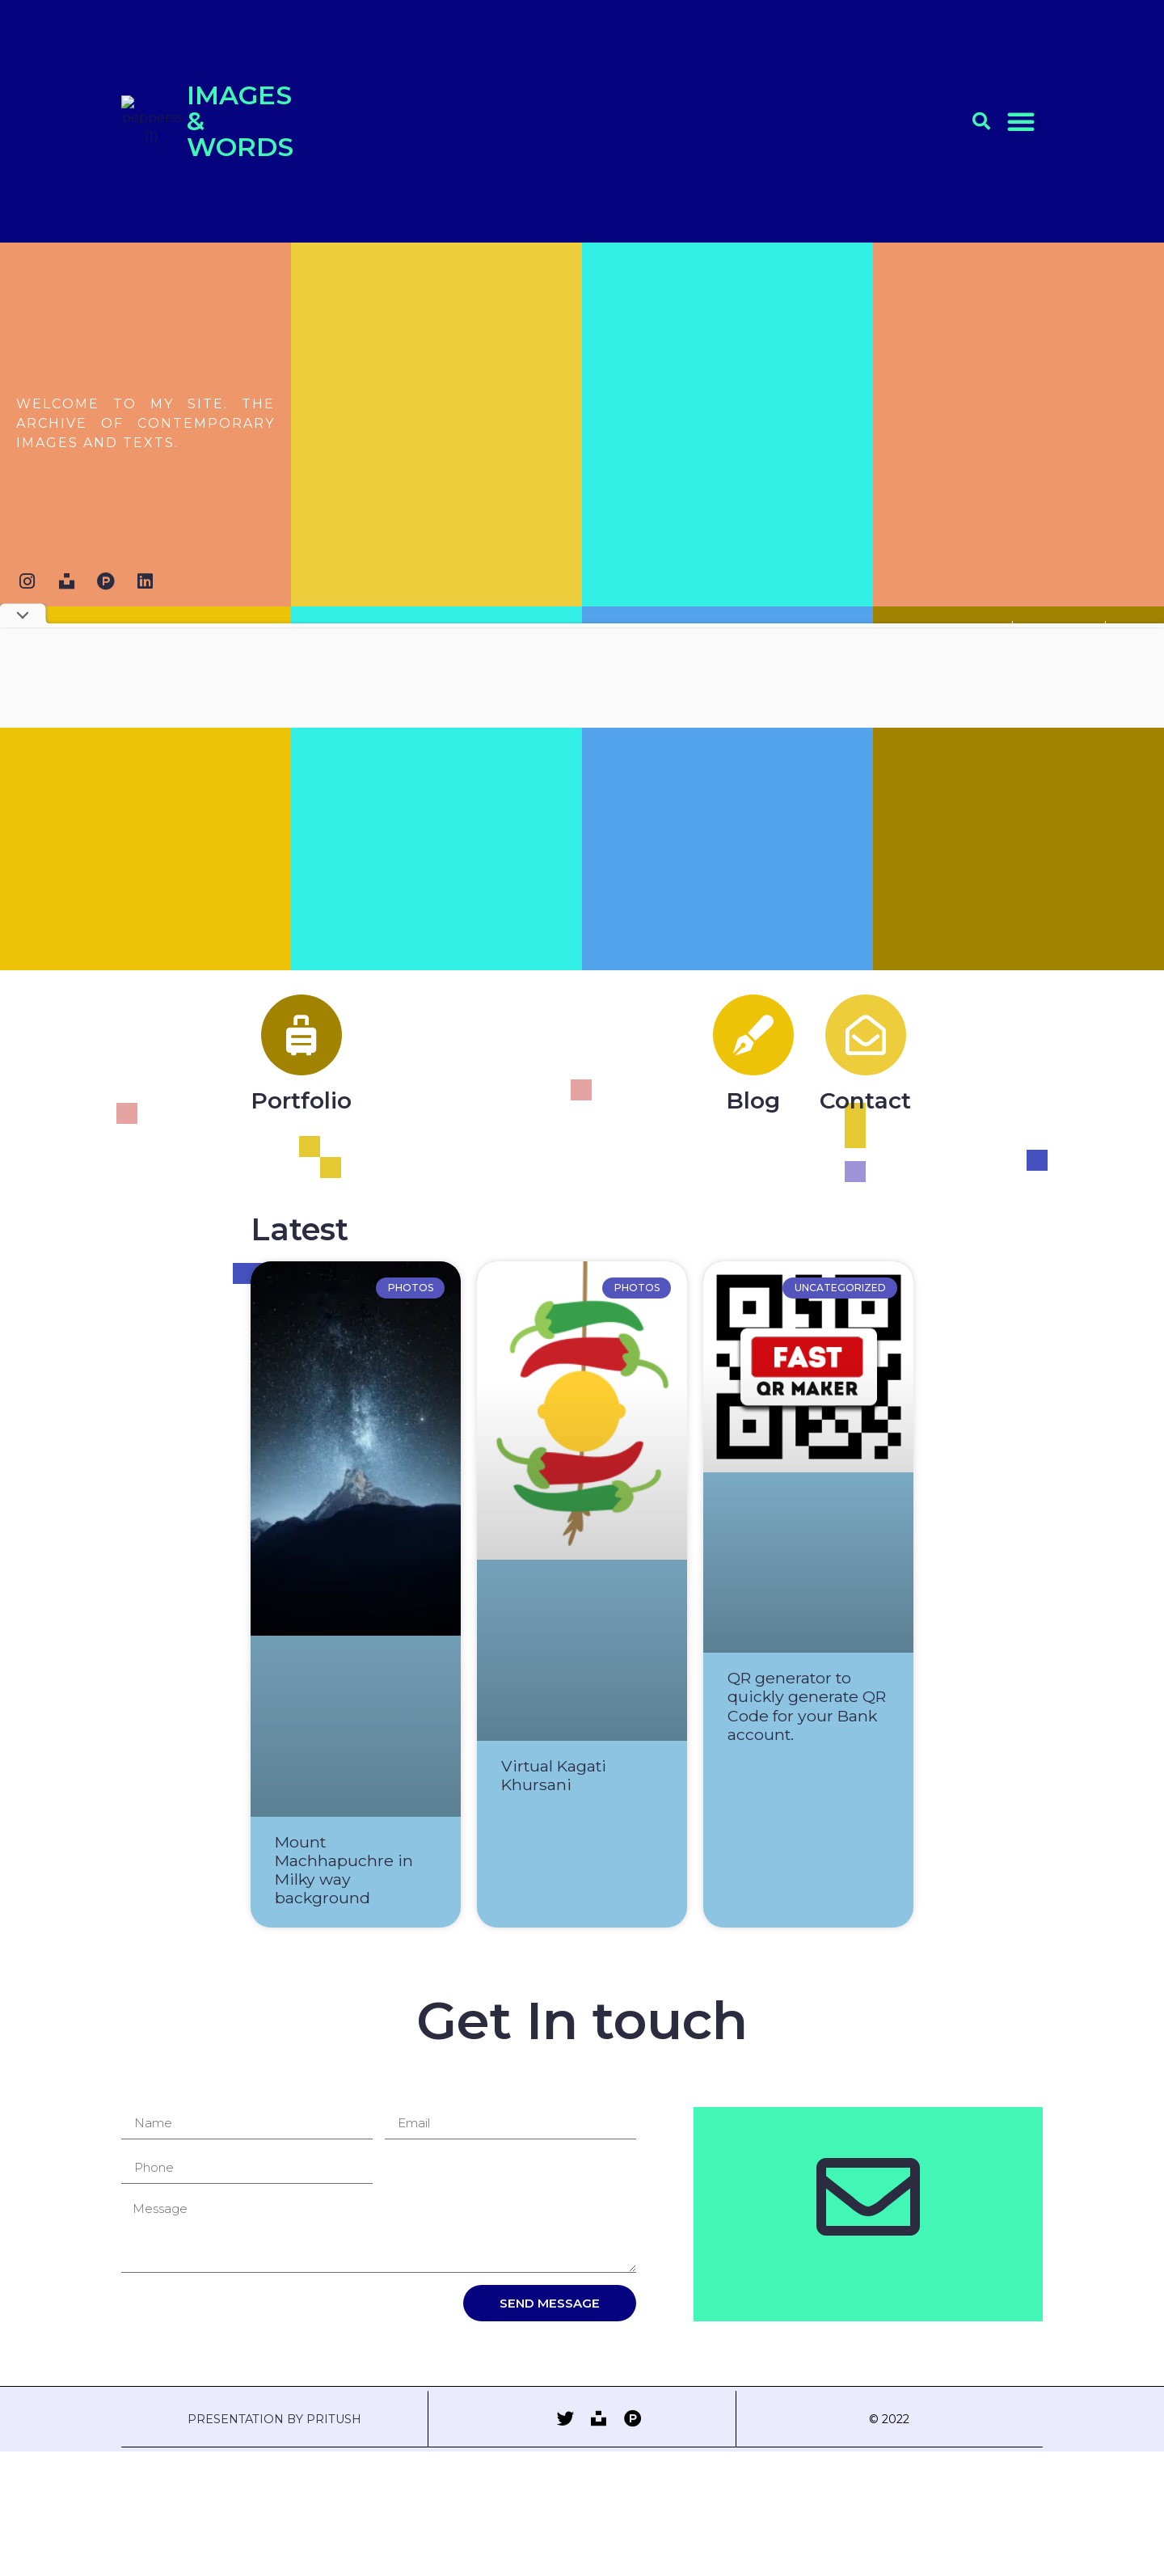 peppers
(1)
IMAGES
&
WORDS
WELCOME TO MY SITE. THE
ARCHIVE OF CONTEMPORARY
IMAGES AND TEXTS.
Portfolio
Blog
Contact
Latest
PHOTOS
PHOTOS
UNCATEGORIZED
FAST
QR MAKER
QR generator to
quickly generate QR
Code for your Bank
account.
Virtual Kagati
Khursani
Mount
Machhapuchre in
Milky way
background
Get In touch
Name
Email
Phone
Message
SEND MESSAGE
PRESENTATION BY PRITUSH
© 2022